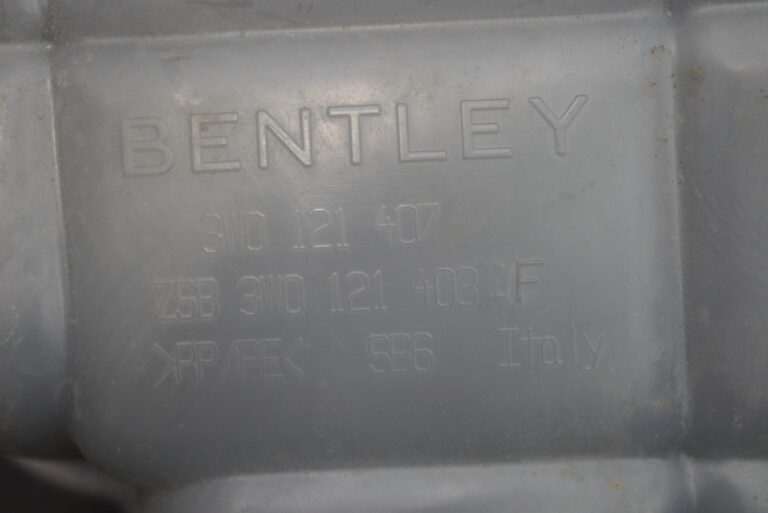 BENTLEY
3W0 121 407
ZSB 3W0 121 403 F
>PP/PE< SB6 Italy